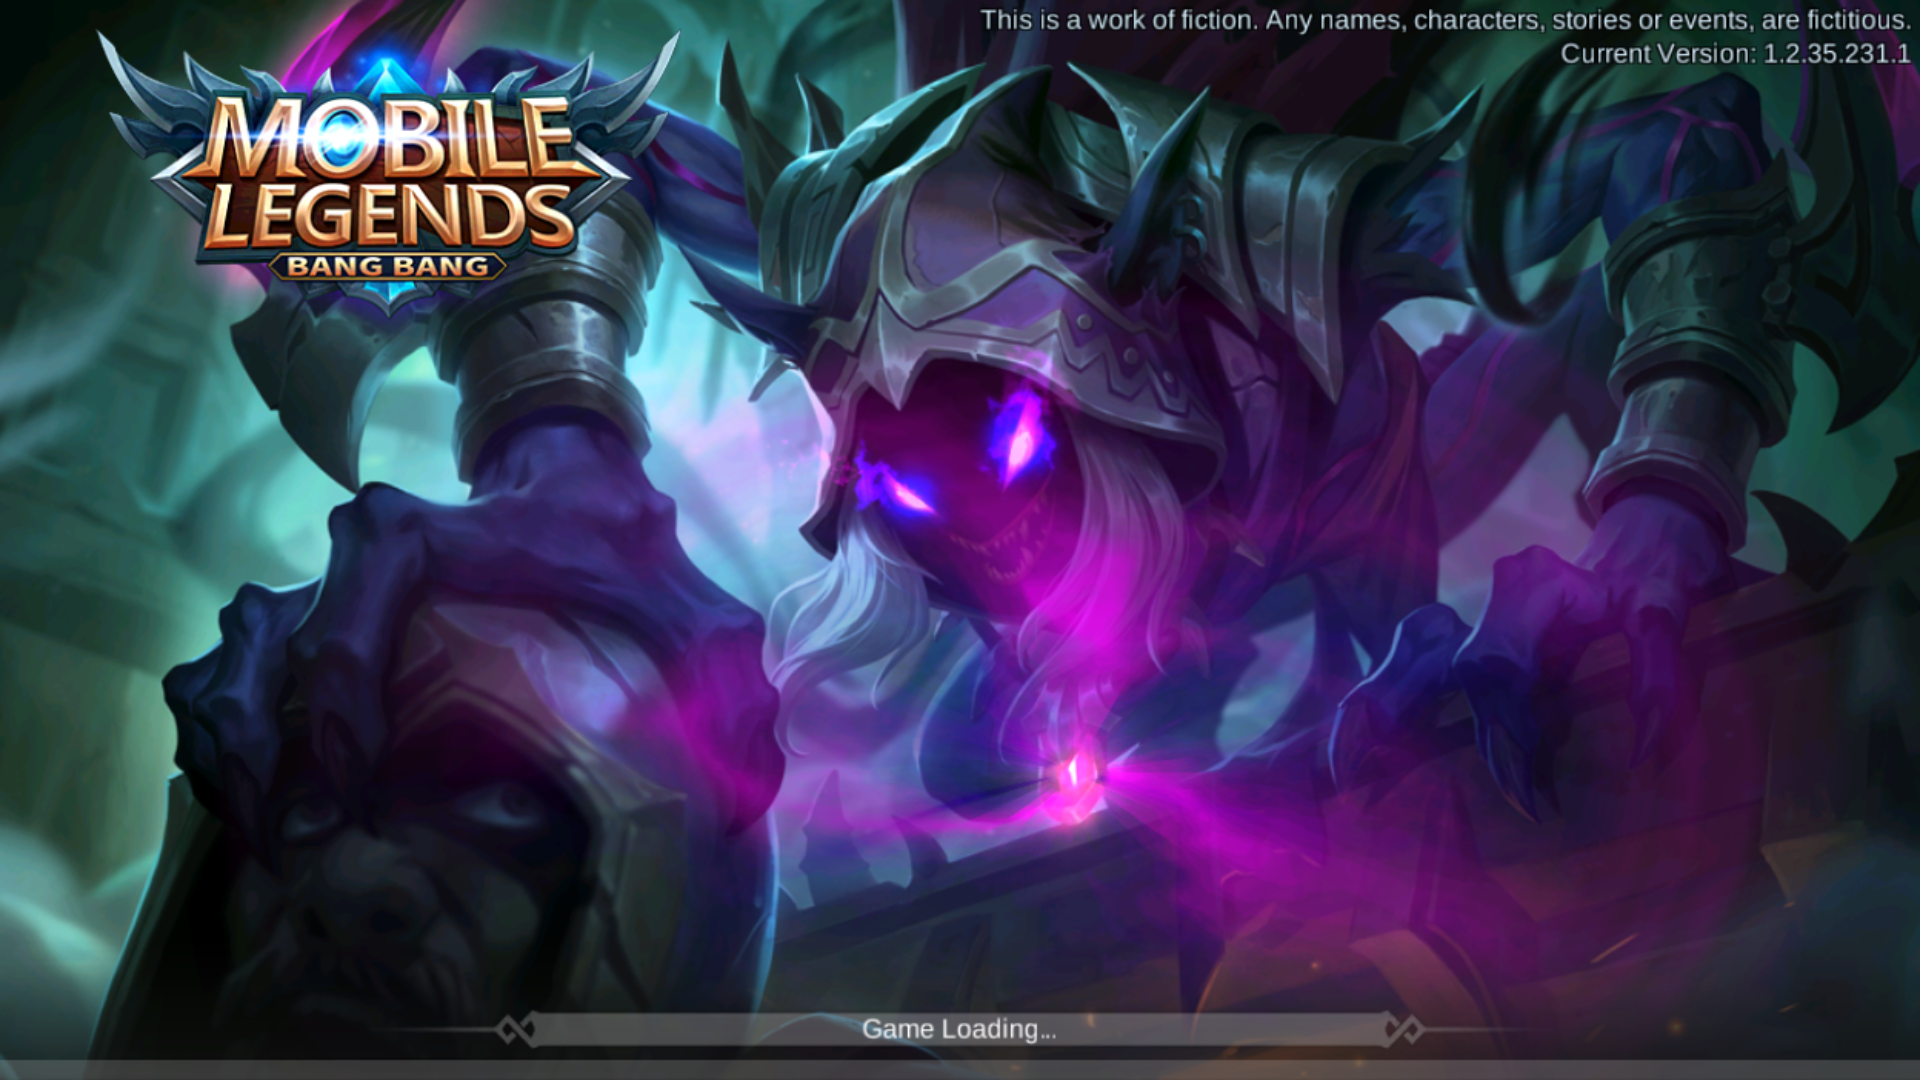 This is a work of fiction. Any names, characters, stories or events, are fictitious.
Current Version: 1.2.35.231.1
MOBILE
LEGENDS
BANG BANG
Game Loading...